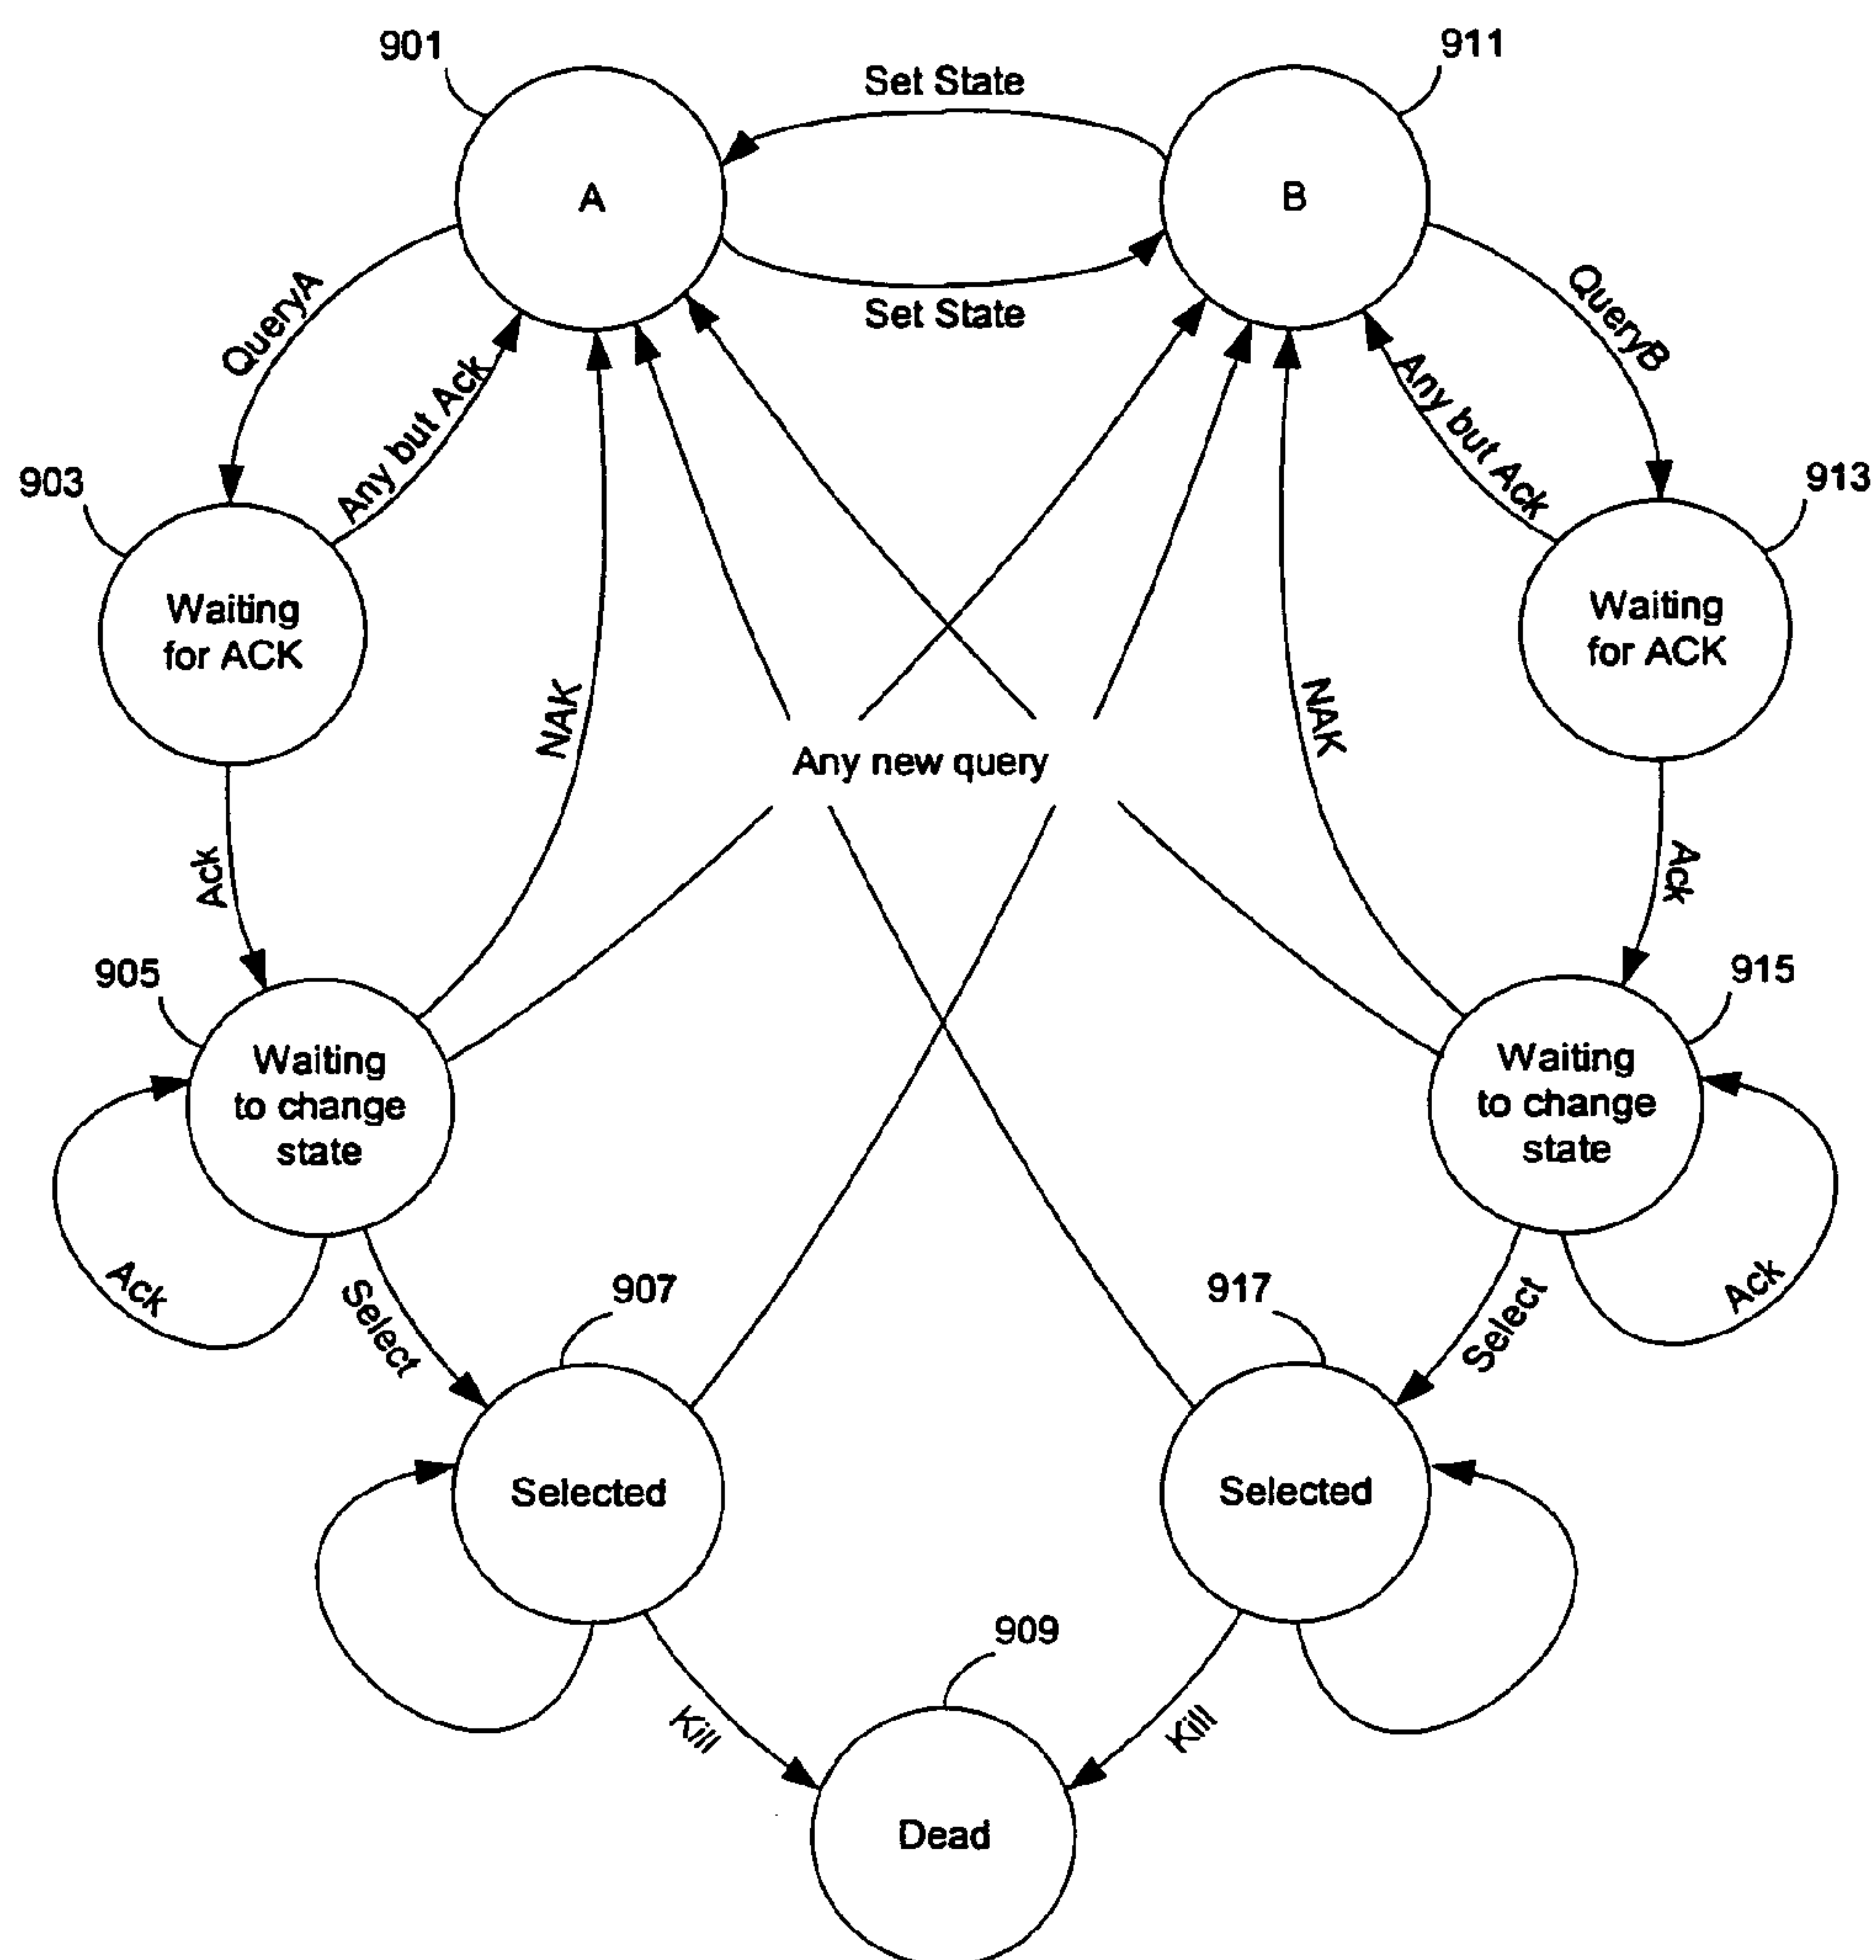 901
911
Set State
A
B
Set State
QueryA
QueryB
Any but Ack
Any but Ack
903
913
Waiting
for ACK
Waiting
for ACK
NAK
NAK
Any new query
Ack
Ack
905
915
Waiting
to change
state
Waiting
to change
state
Ack
Select
907
917
Select
Ack
Selected
Selected
909
Kill
Kill
Dead